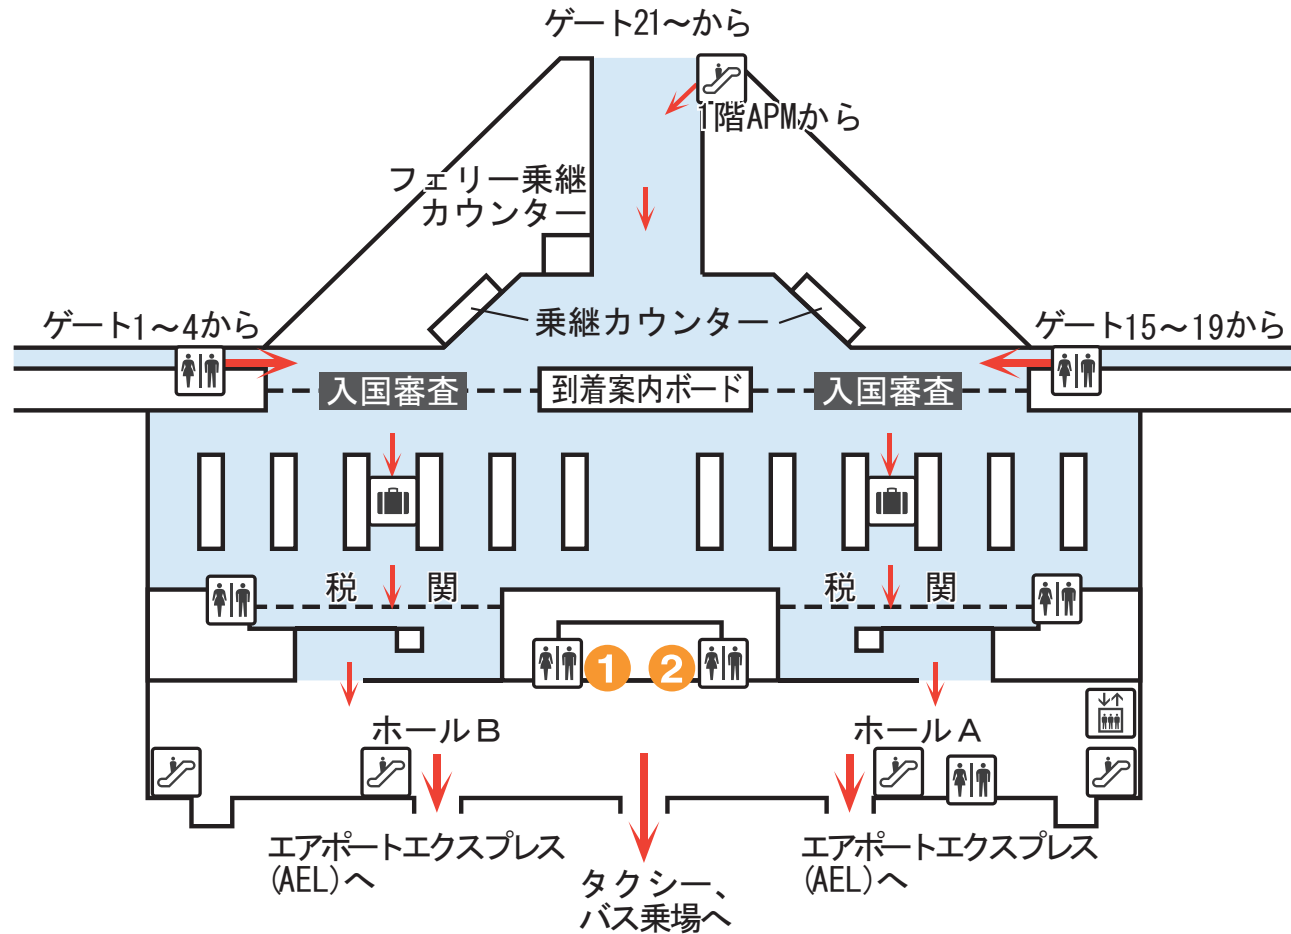 ゲート21〜から
1階APMから
フェリー乗継
カウンター
ゲート1〜4から
乗継カウンター
ゲート15〜19から
入国審査
到着案内ボード
入国審査
税 関
税 関
1
2
ホールB
ホールA
エアポートエクスプレス
(AEL)へ
タクシー、
バス乗場へ
エアポートエクスプレス
(AEL)へ